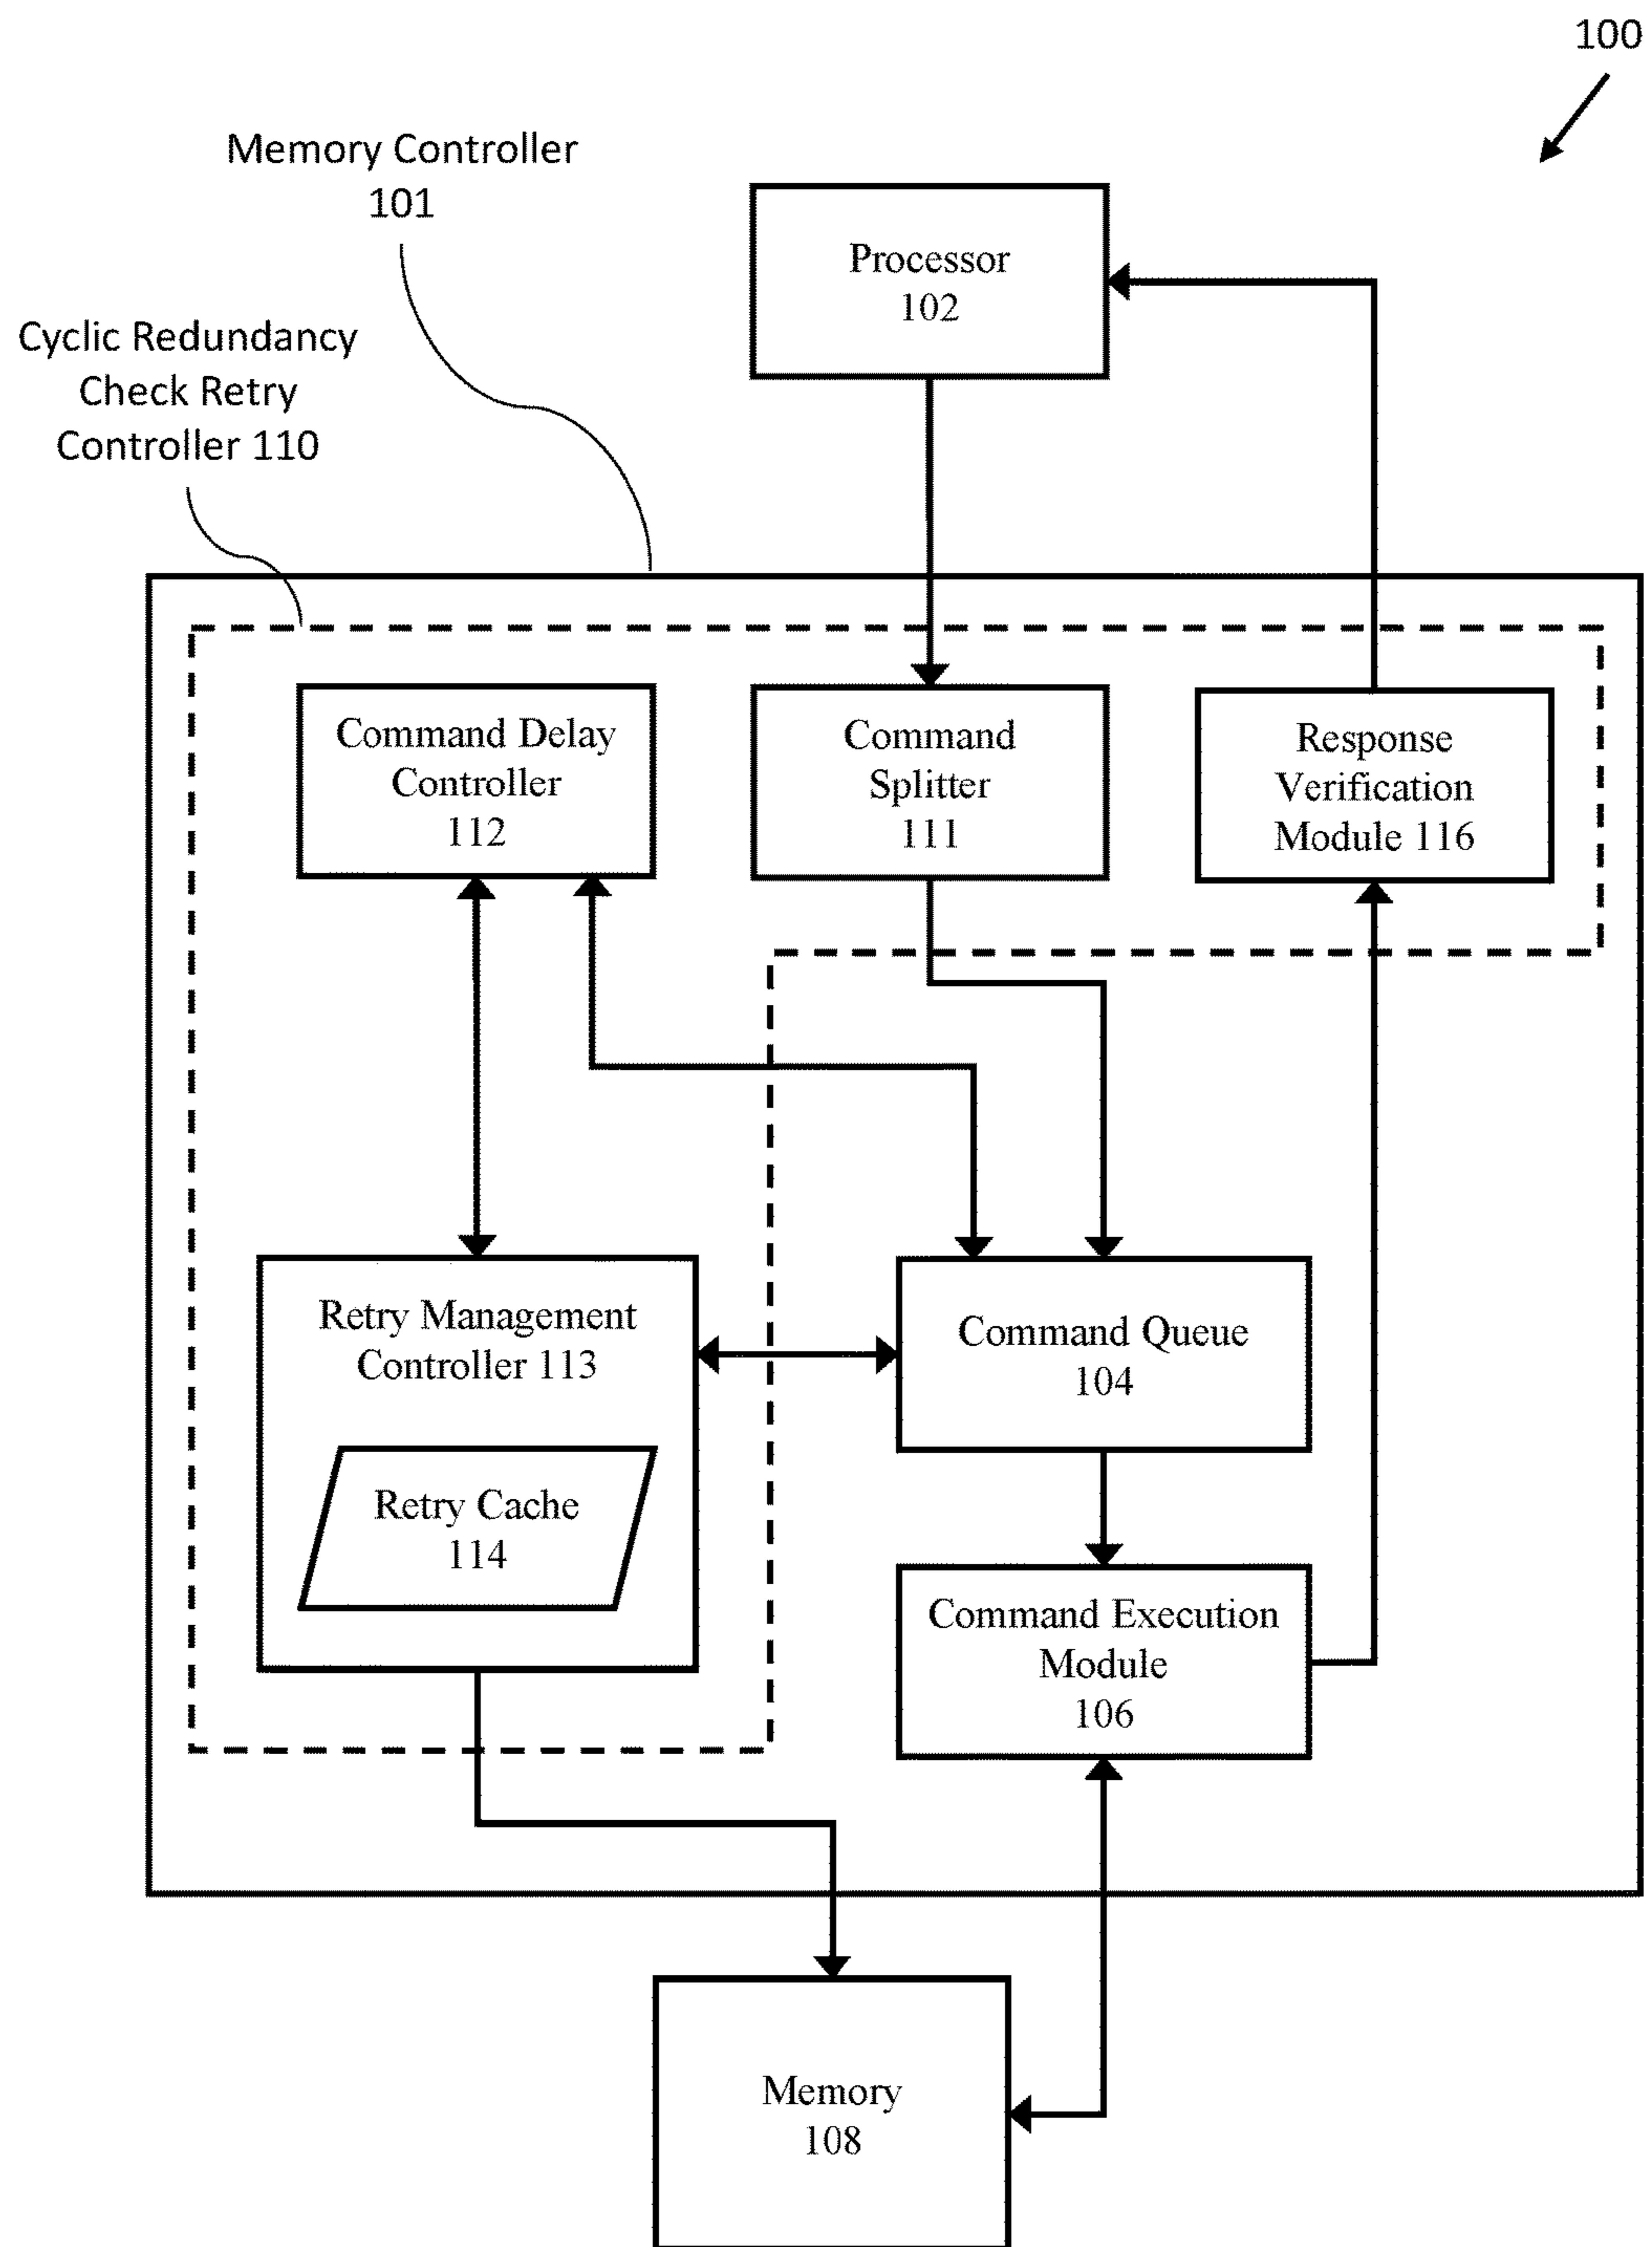 100
Memory Controller
101
Processor
102
Cyclic Redundancy
Check Retry
Controller 110
Command Delay
Controller
112
Command
Splitter
111
Response
Verification
Module 116
Retry Management
Controller 113
Command Queue
104
Retry Cache
114
Command Execution
Module
106
Memory
108